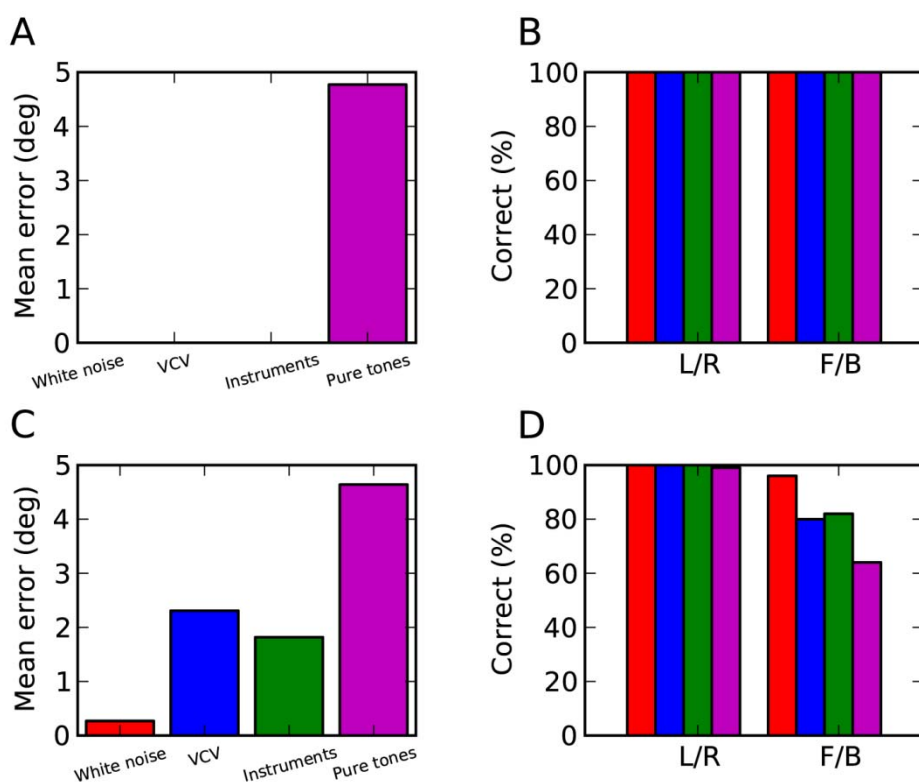 A
Mean error (deg)
5
4
3
2
1
0
White noise
VCV
Instruments
Pure tones
B
Correct (%)
100
80
60
40
20
0
L/R
F/B
C
Mean error (deg)
5
4
3
2
1
0
White noise
VCV
Instruments
Pure tones
D
Correct (%)
100
80
60
40
20
0
L/R
F/B